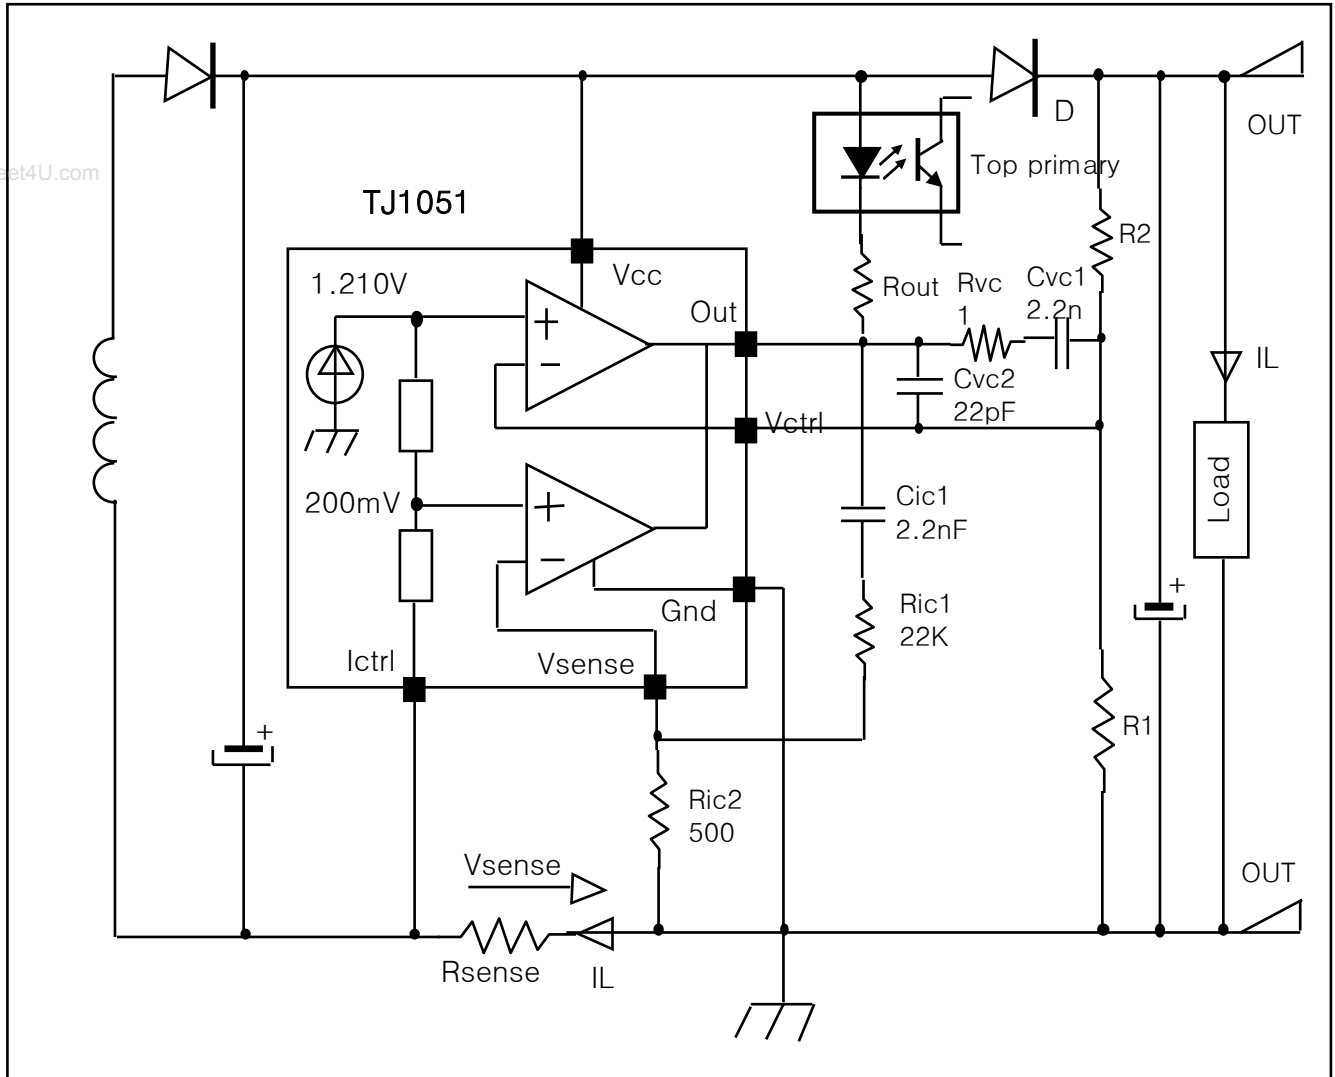 D
OUT
eet4U.com
Top primary
TJ1051
R2
1.210V
Vcc
Out
Rout
Rvc
1
Cvc1
2.2n
IL
Cvc2
22pF
Vctrl
Load
200mV
Cic1
2.2nF
+
Gnd
Ric1
22K
Ictrl
Vsense
+
R1
Ric2
500
Vsense
OUT
Rsense
IL